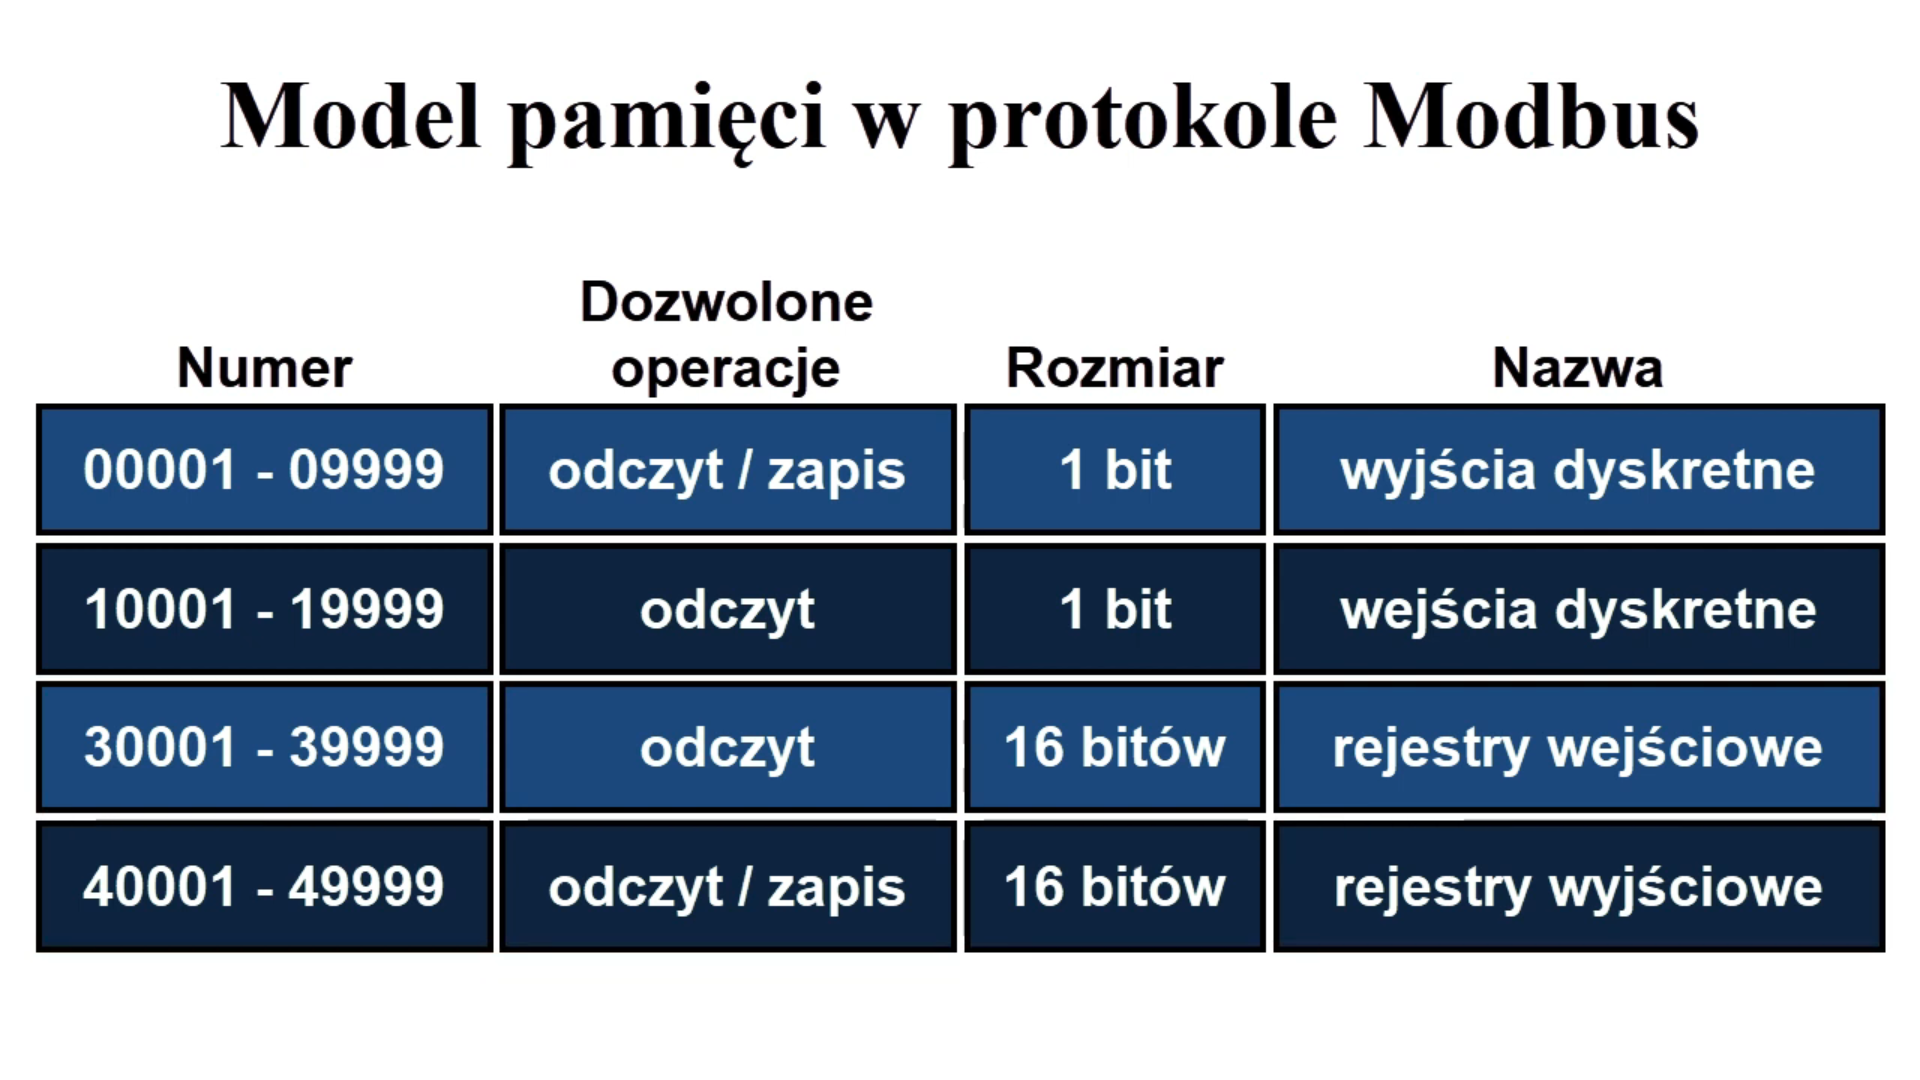 Model pamięci w protokole Modbus
Numer Dozwolone operacje Rozmiar Nazwa
00001 - 09999 odczyt / zapis 1 bit wyjścia dyskretne
10001 - 19999 odczyt 1 bit wejścia dyskretne
30001 - 39999 odczyt 16 bitów rejestry wejściowe
40001 - 49999 odczyt / zapis 16 bitów rejestry wyjściowe